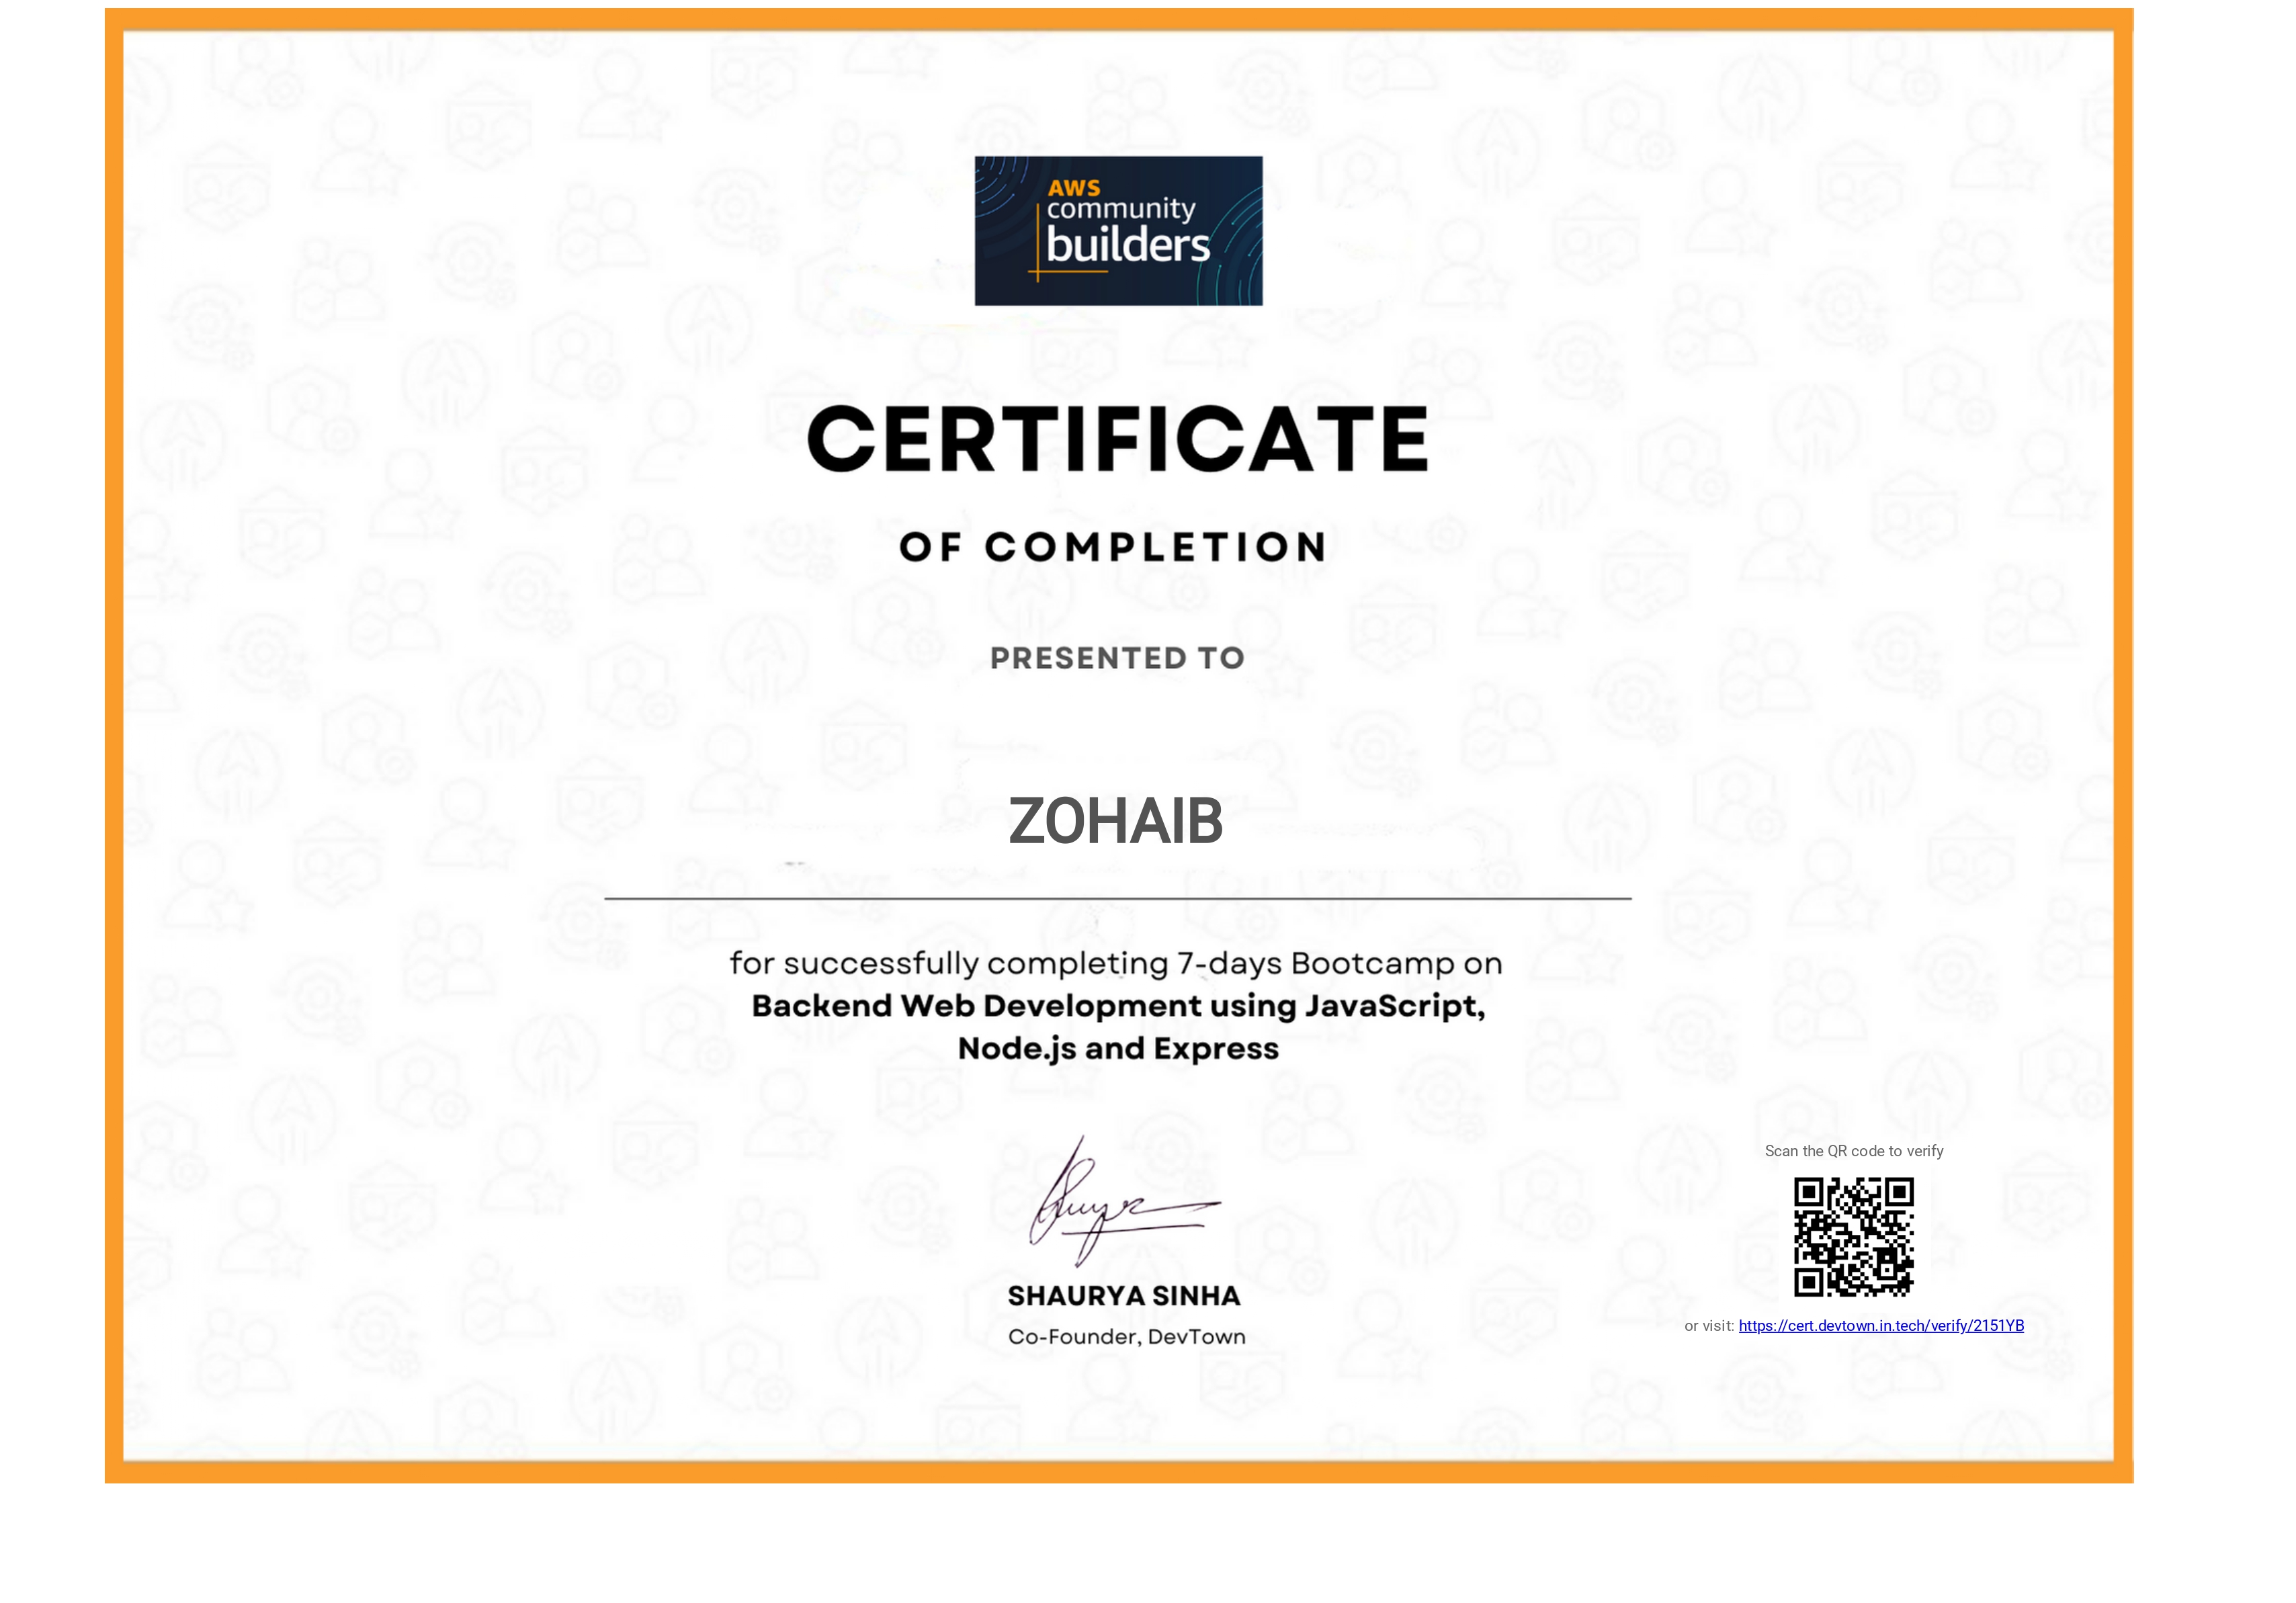 AWS
community
builders
CERTIFICATE
OF COMPLETION
PRESENTED TO
ZOHAIB
for successfully completing 7-days Bootcamp on
Backend Web Development using JavaScript,
Node.js and Express
SHAURYA SINHA
Co-Founder, DevTown
Scan the QR code to verify
or visit: https://cert.devtown.in.tech/verify/2151YB